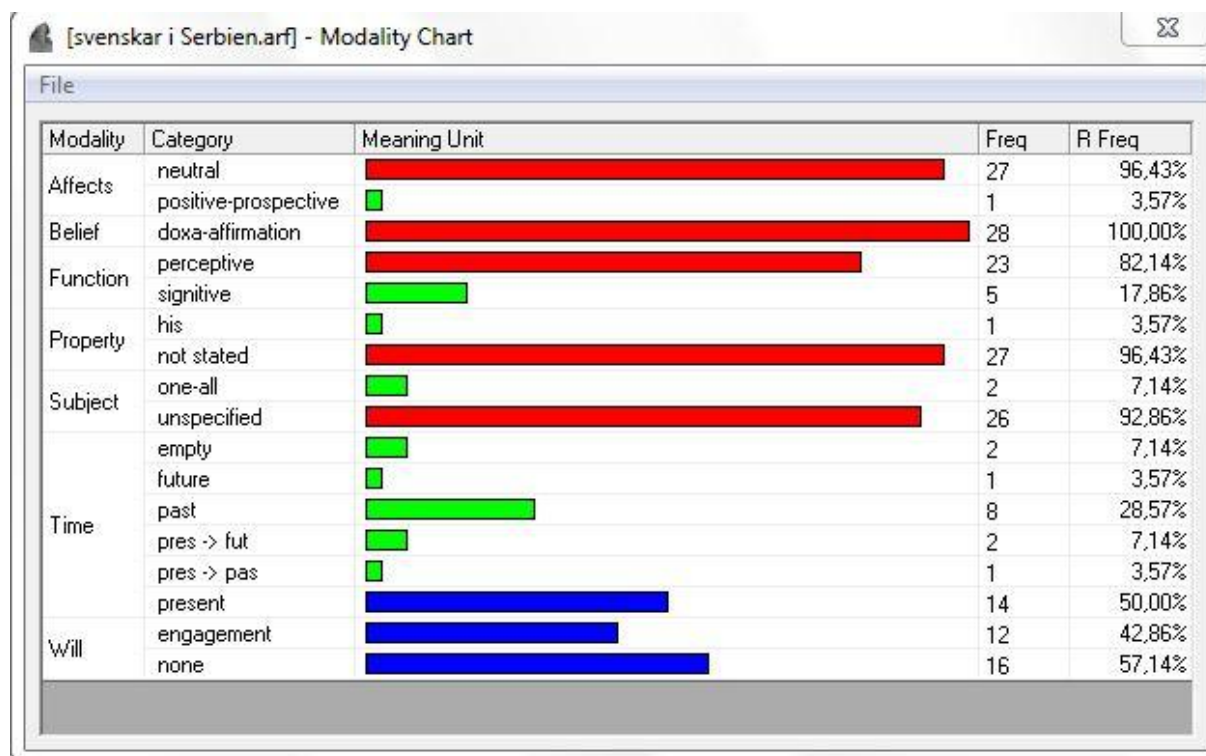 [svenskar i Serbien.arf] - Modality Chart
File
Modality Category Meaning Unit Freq R Freq
Affects neutral 27 96,43%
positive-prospective 1 3,57%
Belief doxa-affirmation 28 100,00%
Function perceptive 23 82,14%
signitive 5 17,86%
Property his 1 3,57%
not stated 27 96,43%
Subject one-all 2 7,14%
unspecified 26 92,86%
Time empty 2 7,14%
future 1 3,57%
past 8 28,57%
pres -> fut 2 7,14%
pres -> pas 1 3,57%
present 14 50,00%
Will engagement 12 42,86%
none 16 57,14%